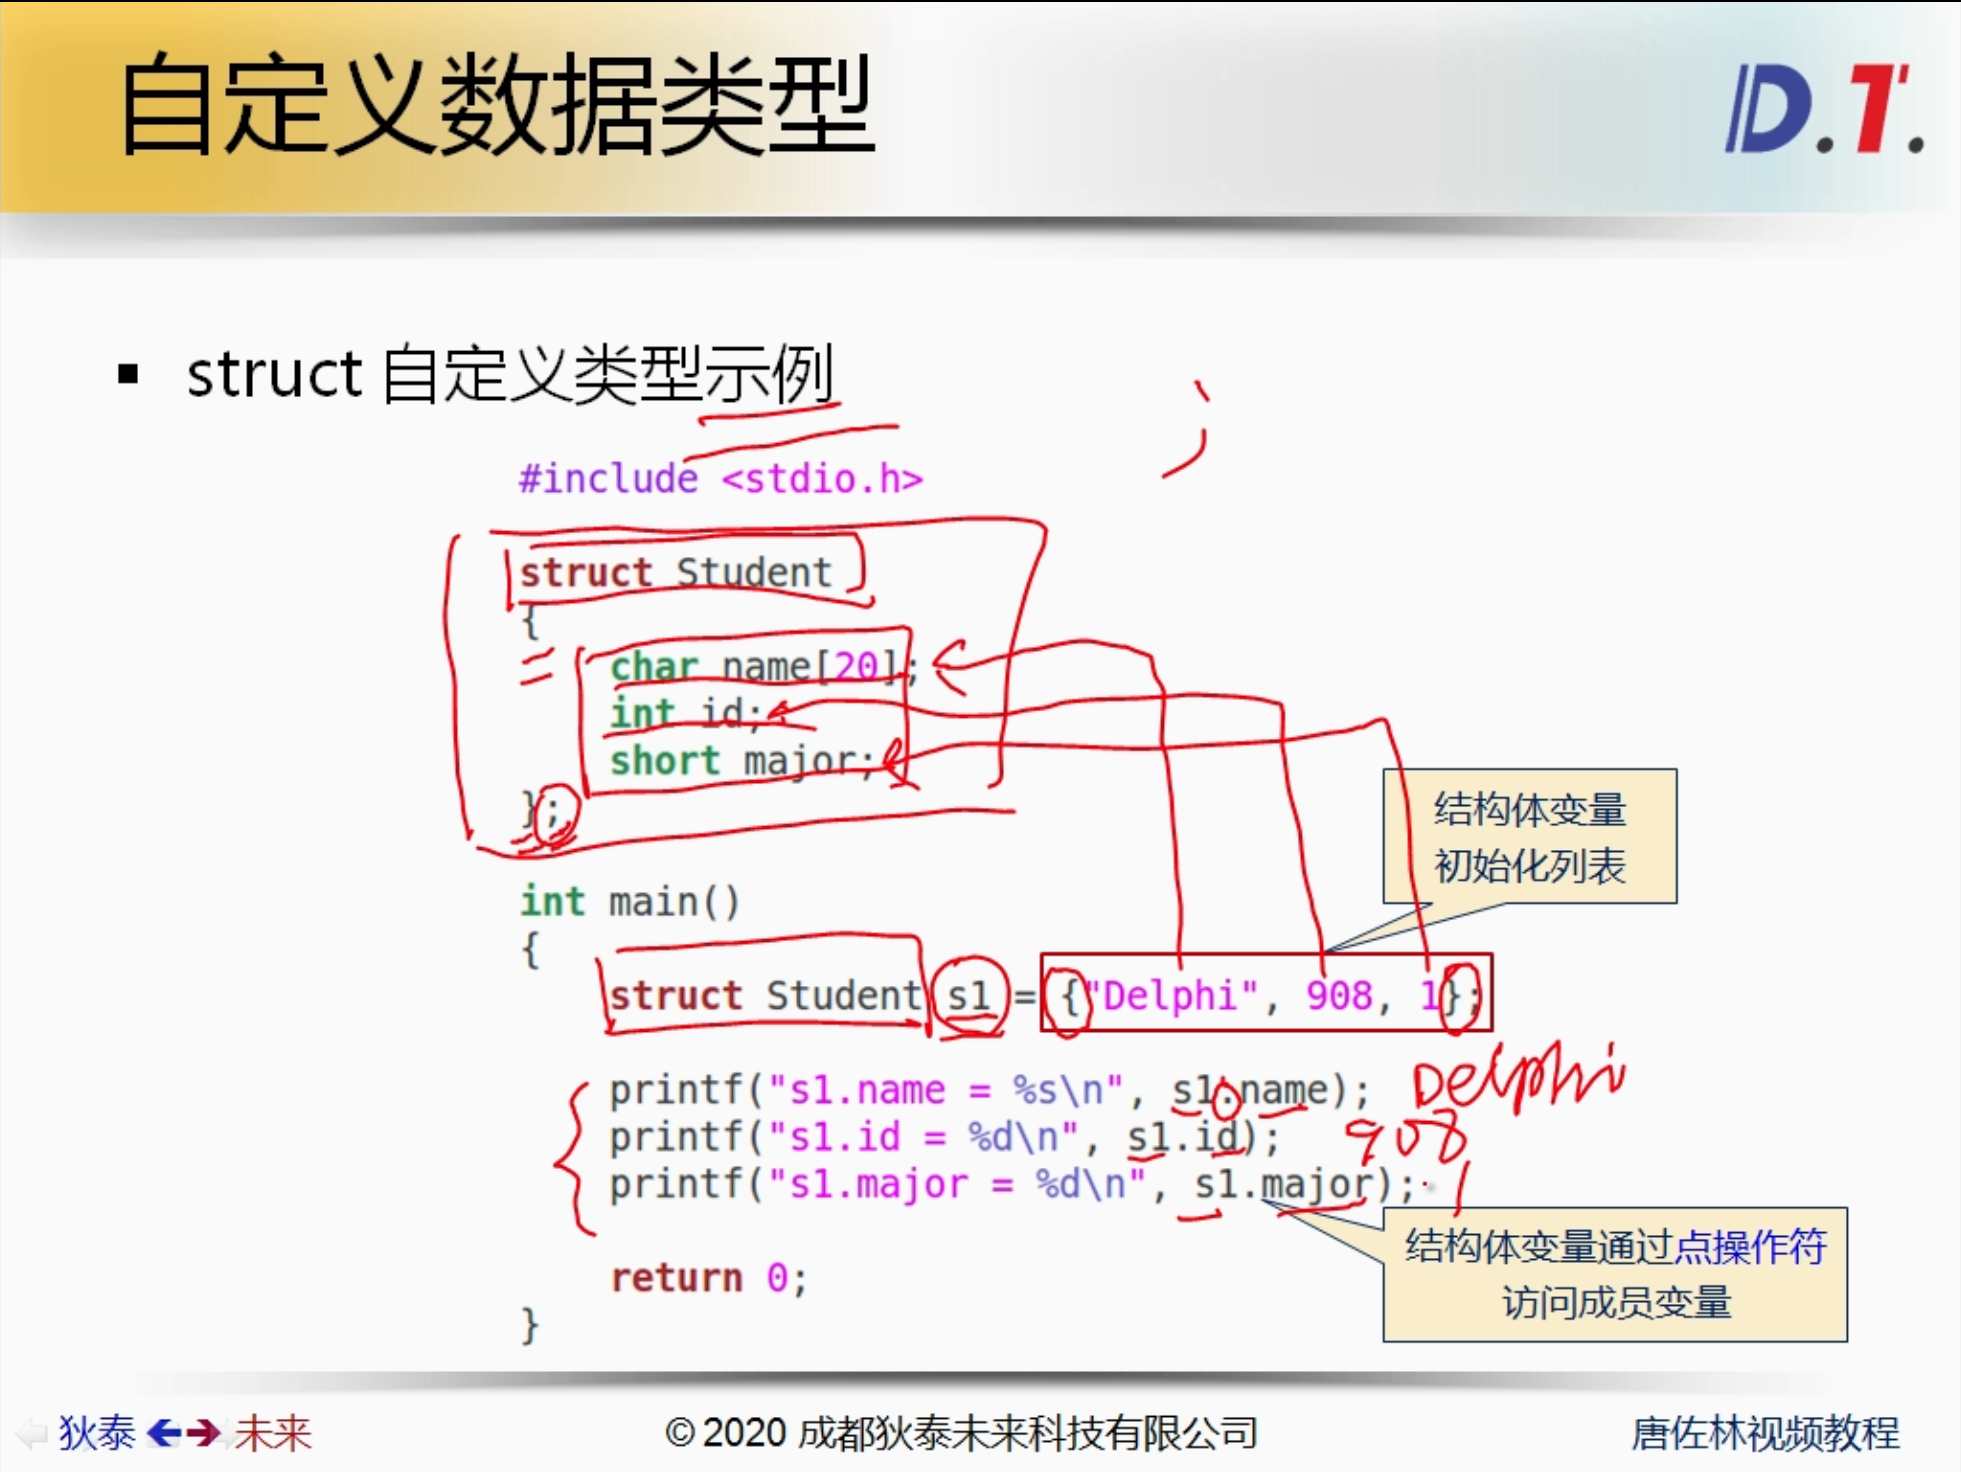 自定义数据类型
D.T.
▪ struct 自定义类型示例
;
#include <stdio.h>
struct Student
{
char name[20];
int id;
short major;
};
结构体变量
初始化列表
int main()
{
struct Student s1 = {"Delphi", 908, 1};
printf("s1.name = %s\n", s1.name); Delphi
printf("s1.id = %d\n", s1.id); 908
printf("s1.major = %d\n", s1.major); 1
结构体变量通过点操作符
访问成员变量
return 0;
}
狄泰 未来
© 2020 成都狄泰未来科技有限公司
唐佐林视频教程